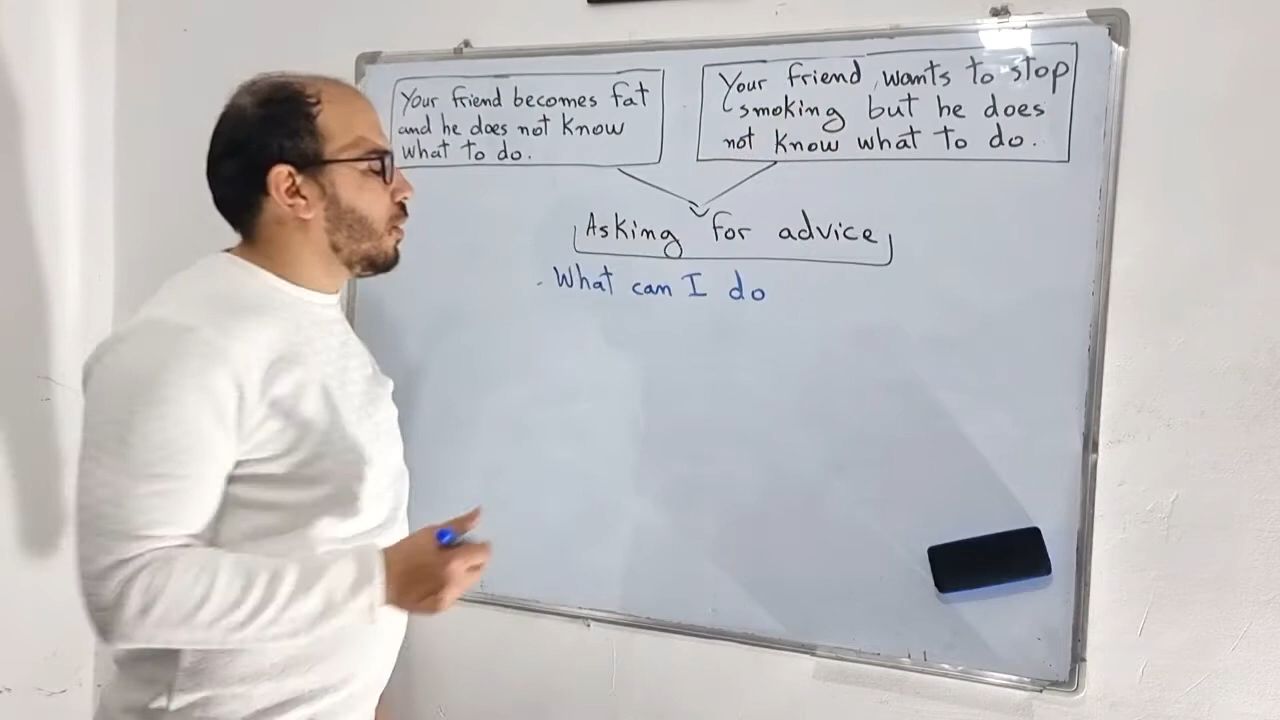 Your friend becomes fat
and he does not know
what to do.
Your friend wants to stop
smoking but he does
not know what to do.
Asking for advice
- What can I do